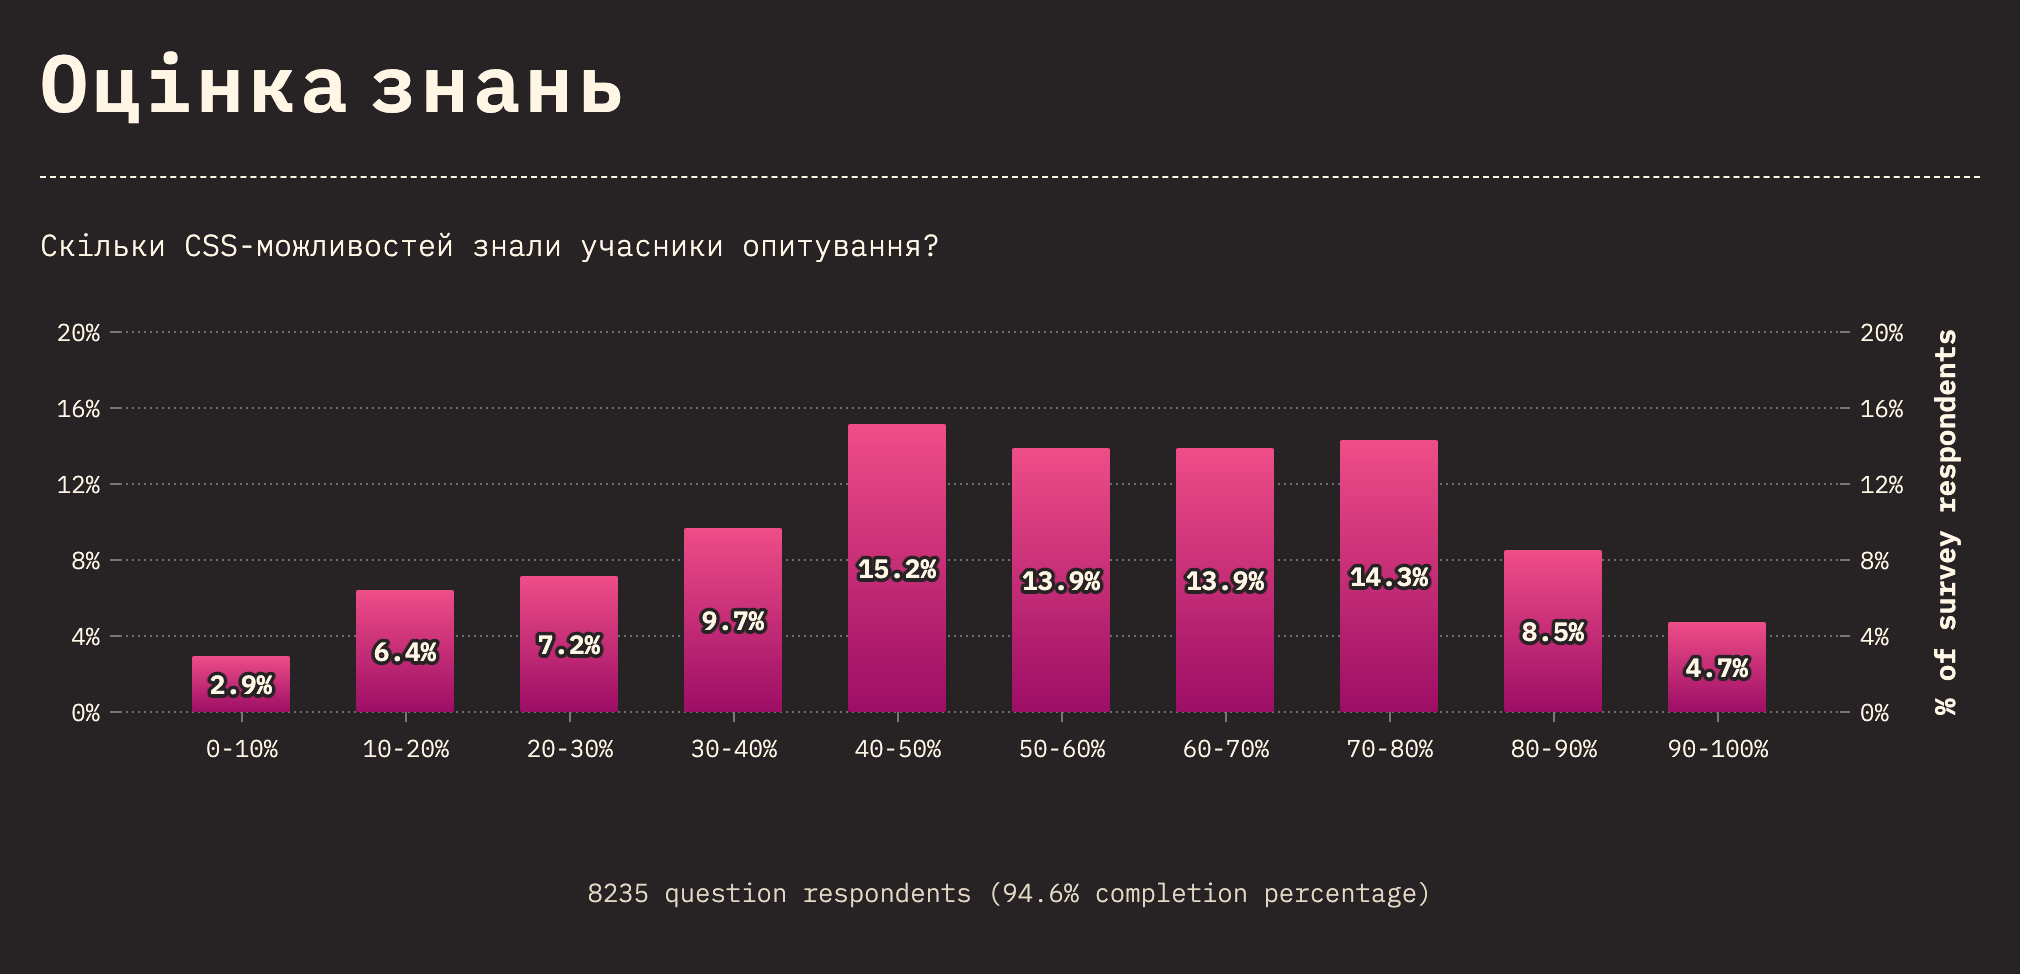 Оцінка знань
Скільки CSS-можливостей знали учасники опитування?
20% 20%
16% 16%
12% 12%
8% 8%
4% 4%
0% 0%
% of survey respondents
2.9% 6.4% 7.2% 9.7% 15.2% 13.9% 13.9% 14.3% 8.5% 4.7%
0-10% 10-20% 20-30% 30-40% 40-50% 50-60% 60-70% 70-80% 80-90% 90-100%
8235 question respondents (94.6% completion percentage)